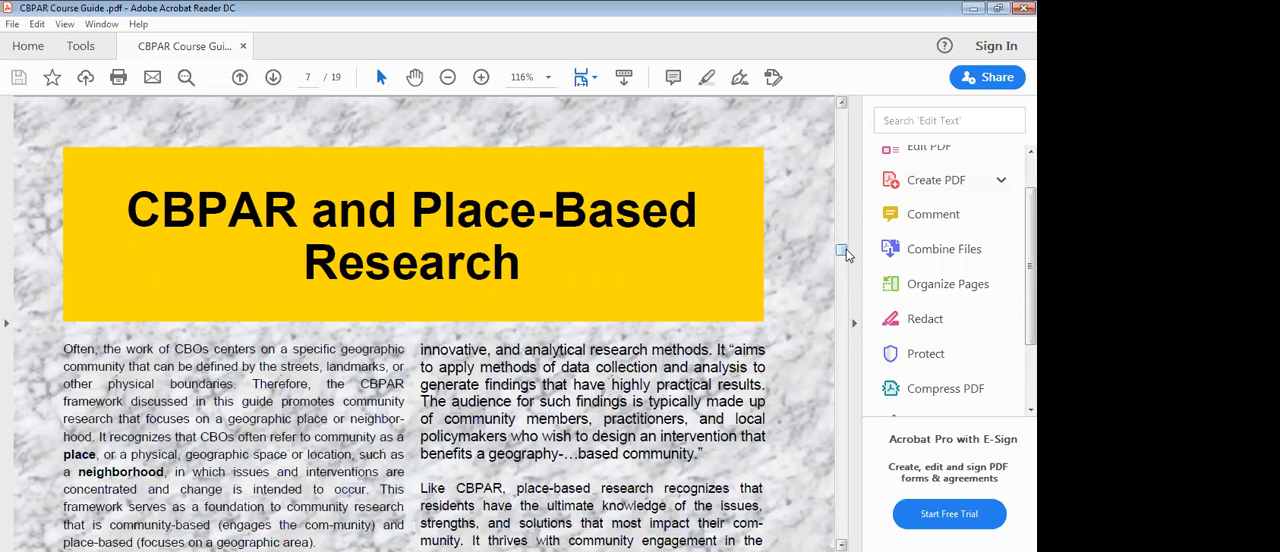 CBPAR Course Guide .pdf - Adobe Acrobat Reader DC
File Edit View Window Help
Home Tools CBPAR Course Gui... ×
Sign In
7 / 19
116%
Share
Search 'Edit Text'
Edit PDF
Create PDF
Comment
Combine Files
Organize Pages
Redact
Protect
Compress PDF
Acrobat Pro with E-Sign
Create, edit and sign PDF
forms & agreements
Start Free Trial
CBPAR and Place-Based
Research
Often, the work of CBOs centers on a specific geographic
community that can be defined by the streets, landmarks, or
other physical boundaries. Therefore, the CBPAR
framework discussed in this guide promotes community
research that focuses on a geographic place or neighbor-
hood. It recognizes that CBOs often refer to community as a
place, or a physical, geographic space or location, such as
a neighborhood, in which issues and interventions are
concentrated and change is intended to occur. This
framework serves as a foundation to community research
that is community-based (engages the com-munity) and
place-based (focuses on a geographic area).
innovative, and analytical research methods. It “aims
to apply methods of data collection and analysis to
generate findings that have highly practical results.
The audience for such findings is typically made up
of community members, practitioners, and local
policymakers who wish to design an intervention that
benefits a geography-…based community.”
Like CBPAR, place-based research recognizes that
residents have the ultimate knowledge of the issues,
strengths, and solutions that most impact their com-
munity. It thrives with community engagement in the